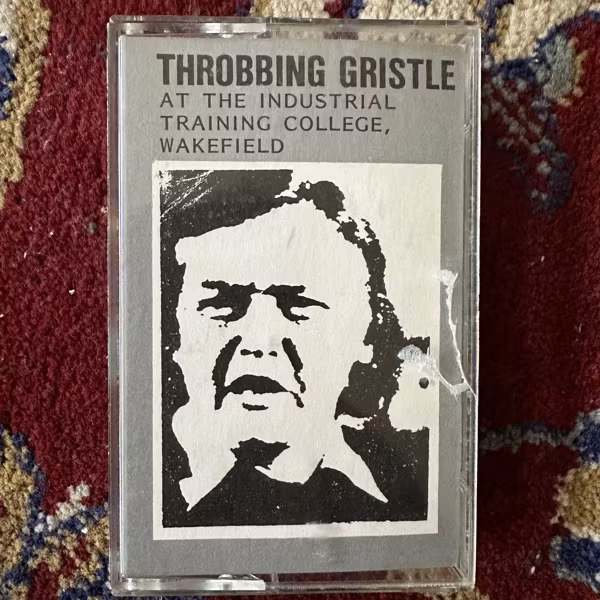 THROBBING GRISTLE
AT THE INDUSTRIAL
TRAINING COLLEGE,
WAKEFIELD